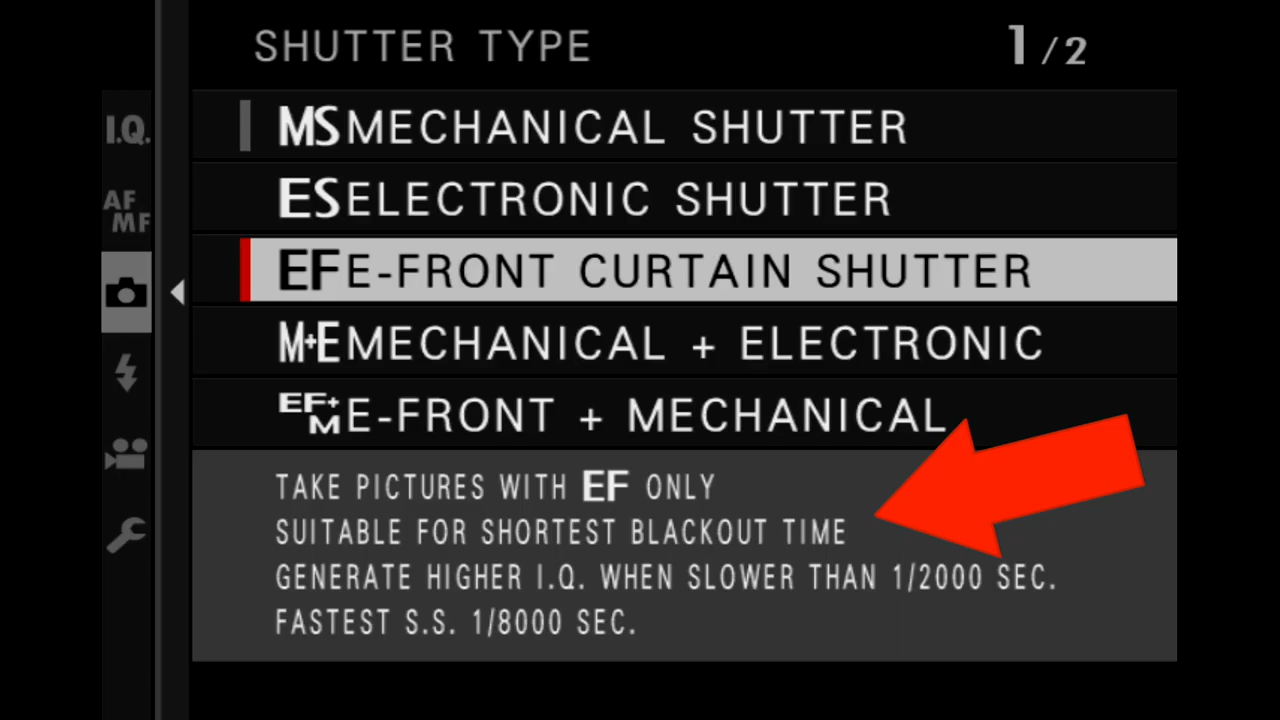 SHUTTER TYPE 1/2
I.Q.
AF
MF
MS MECHANICAL SHUTTER
ES ELECTRONIC SHUTTER
EF E-FRONT CURTAIN SHUTTER
M+E MECHANICAL + ELECTRONIC
EF+
M E-FRONT + MECHANICAL
TAKE PICTURES WITH EF ONLY
SUITABLE FOR SHORTEST BLACKOUT TIME
GENERATE HIGHER I.Q. WHEN SLOWER THAN 1/2000 SEC.
FASTEST S.S. 1/8000 SEC.